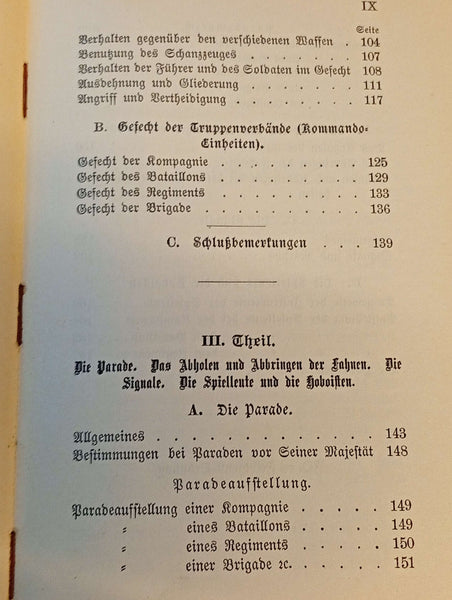 IX
Seite
Verhalten gegenüber den verschiedenen Waffen . 104
Benutzung des Schanzzeuges . . . . . . . 107
Verhalten der Führer und des Soldaten im Gefecht 108
Ausdehnung und Gliederung . . . . . . . 111
Angriff und Vertheidigung . . . . . . . . 117
B. Gefecht der Truppenverbände (Kommando-
Einheiten).
Gefecht der Kompagnie . . . . . . . . . 125
Gefecht des Bataillons . . . . . . . . . 129
Gefecht des Regiments . . . . . . . . . 133
Gefecht der Brigade . . . . . . . . . . 136
C. Schlußbemerkungen . . . . 139
III. Theil.
Die Parade. Das Abholen und Abbringen der Fahnen. Die
Signale. Die Spielleute und die Hoboisten.
A. Die Parade.
Allgemeines . . . . . . . . . . . . . 143
Bestimmungen bei Paraden vor Seiner Majestät 148
Paradeaufstellung.
Paradeaufstellung einer Kompagnie . . . . . 149
„ eines Bataillons . . . . . 149
„ eines Regiments . . . . . 150
„ einer Brigade ꝛc. . . . . . 151